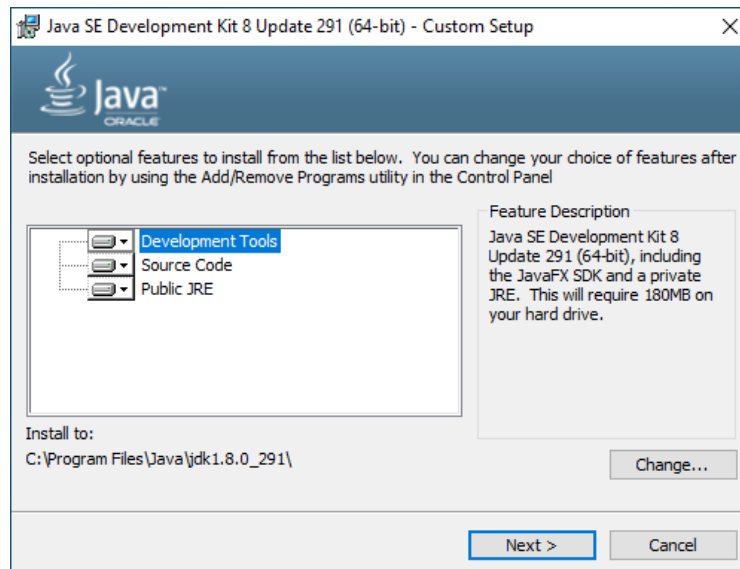 Java SE Development Kit 8 Update 291 (64-bit) - Custom Setup
Java™
ORACLE
Select optional features to install from the list below. You can change your choice of features after
installation by using the Add/Remove Programs utility in the Control Panel
Development Tools
Source Code
Public JRE
Feature Description
Java SE Development Kit 8
Update 291 (64-bit), including
the JavaFX SDK and a private
JRE. This will require 180MB on
your hard drive.
Install to:
C:\Program Files\Java\jdk1.8.0_291\
Change...
Next >
Cancel